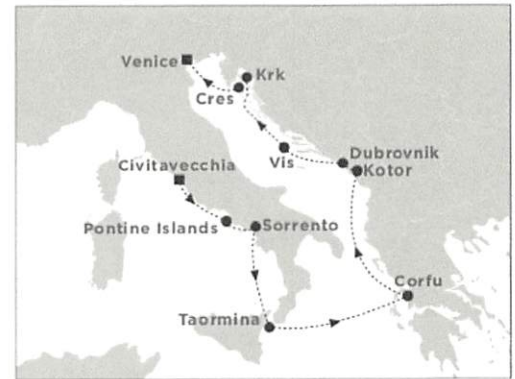 Venice
Krk
Cres
Vis
Dubrovnik
Kotor
Civitavecchia
Pontine Islands
Sorrento
Corfu
Taormina